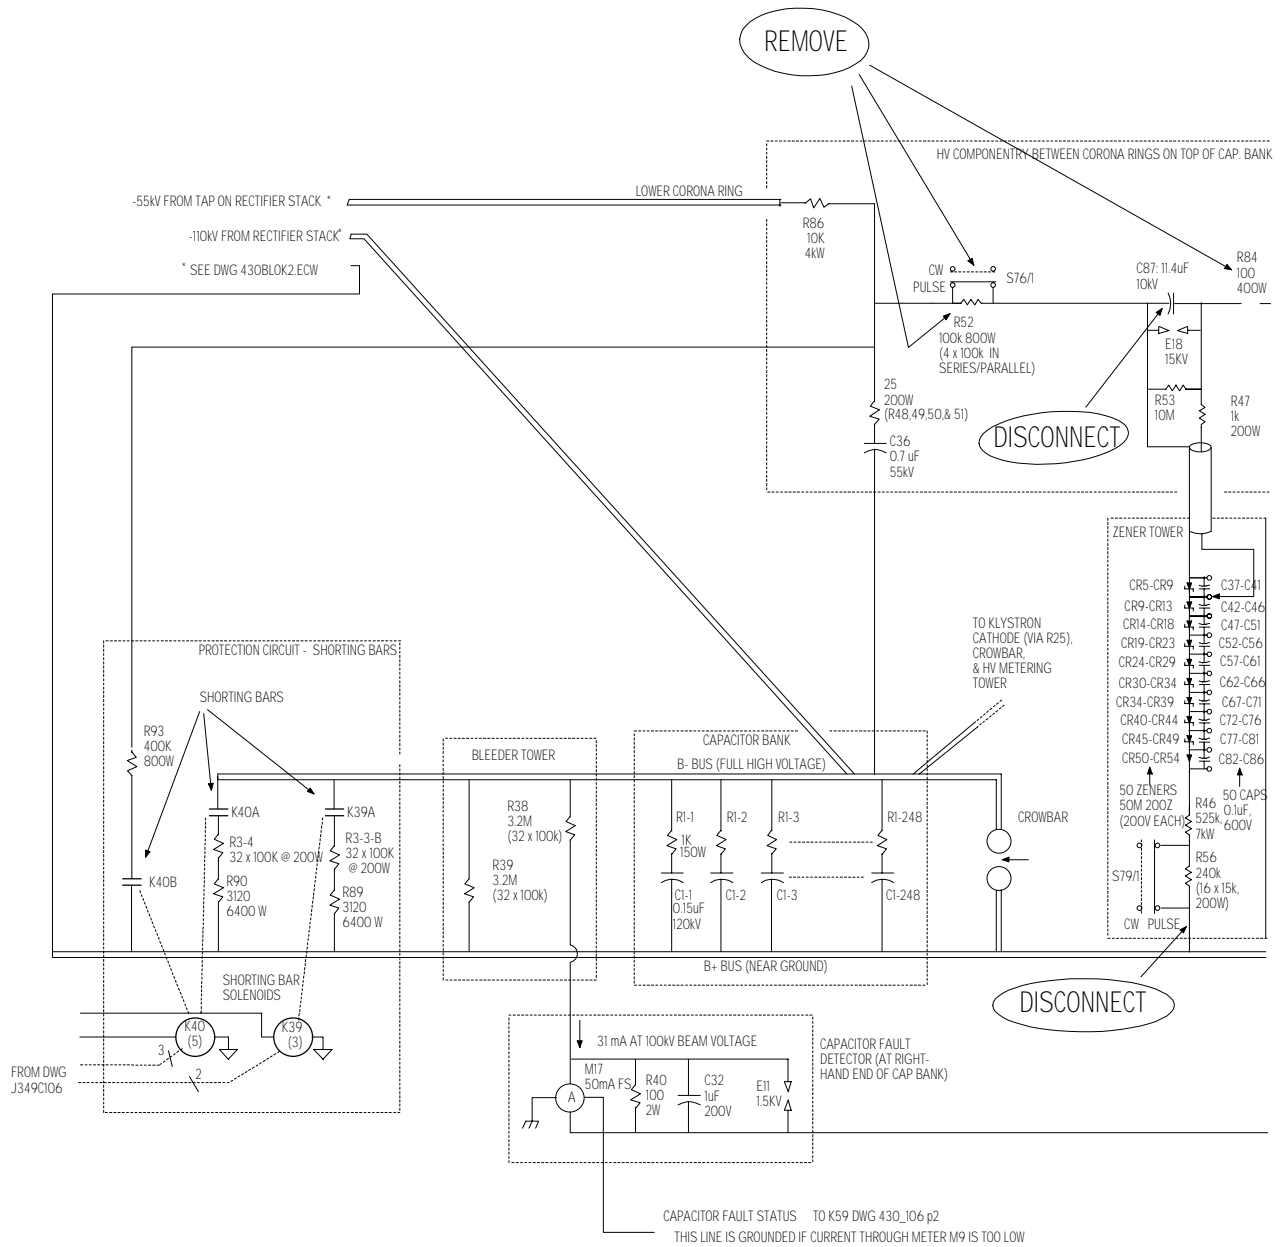 REMOVE
HV COMPONENTRY BETWEEN CORONA RINGS ON TOP OF CAP. BANK
-55kV FROM TAP ON RECTIFIER STACK *
LOWER CORONA RING
R86
10K
4kW
-110kV FROM RECTIFIER STACK*
* SEE DWG 430BLOK2.ECW
CW
PULSE
S76/1
C87: 11.4uF
10kV
R84
100
400W
R52
100k 800W
(4 x 100k IN
SERIES/PARALLEL)
E18
15KV
R53
10M
R47
1k
200W
25
200W
(R48,49,50,& 51)
C36
0.7 uF
55kV
DISCONNECT
ZENER TOWER
CR5-CR9 C37-C41
CR9-CR13 C42-C46
CR14-CR18 C47-C51
CR19-CR23 C52-C56
CR24-CR29 C57-C61
CR30-CR34 C62-C66
CR34-CR39 C67-C71
CR40-CR44 C72-C76
CR45-CR49 C77-C81
CR50-CR54 C82-C86
50 ZENERS
50M 200Z
(200V EACH)
50 CAPS
0.1uF,
600V
R46
525k,
7kW
S79/1
R56
240k
(16 x 15k,
200W)
CW PULSE
TO KLYSTRON
CATHODE (VIA R25),
CROWBAR,
& HV METERING
TOWER
PROTECTION CIRCUIT - SHORTING BARS
SHORTING BARS
R93
400K
800W
K40A
R3-4
32 x 100K @ 200W
R90
3120
6400 W
K39A
R3-3-B
32 x 100K
@ 200W
R89
3120
6400 W
K40B
BLEEDER TOWER
R38
3.2M
(32 x 100k)
R39
3.2M
(32 x 100k)
CAPACITOR BANK
B- BUS (FULL HIGH VOLTAGE)
R1-1
1K
150W
R1-2
R1-3
R1-248
C1-1
0.15uF
120kV
C1-2
C1-3
C1-248
CROWBAR
B+ BUS (NEAR GROUND)
DISCONNECT
SHORTING BAR
SOLENOIDS
K40
(5)
K39
(3)
3
2
FROM DWG
J349C106
31 mA AT 100kV BEAM VOLTAGE
M17
50mA FS
A
R40
100
2W
C32
1uF
200V
E11
1.5KV
CAPACITOR FAULT
DETECTOR (AT RIGHT-
HAND END OF CAP BANK)
CAPACITOR FAULT STATUS TO K59 DWG 430_106 p2
THIS LINE IS GROUNDED IF CURRENT THROUGH METER M9 IS TOO LOW